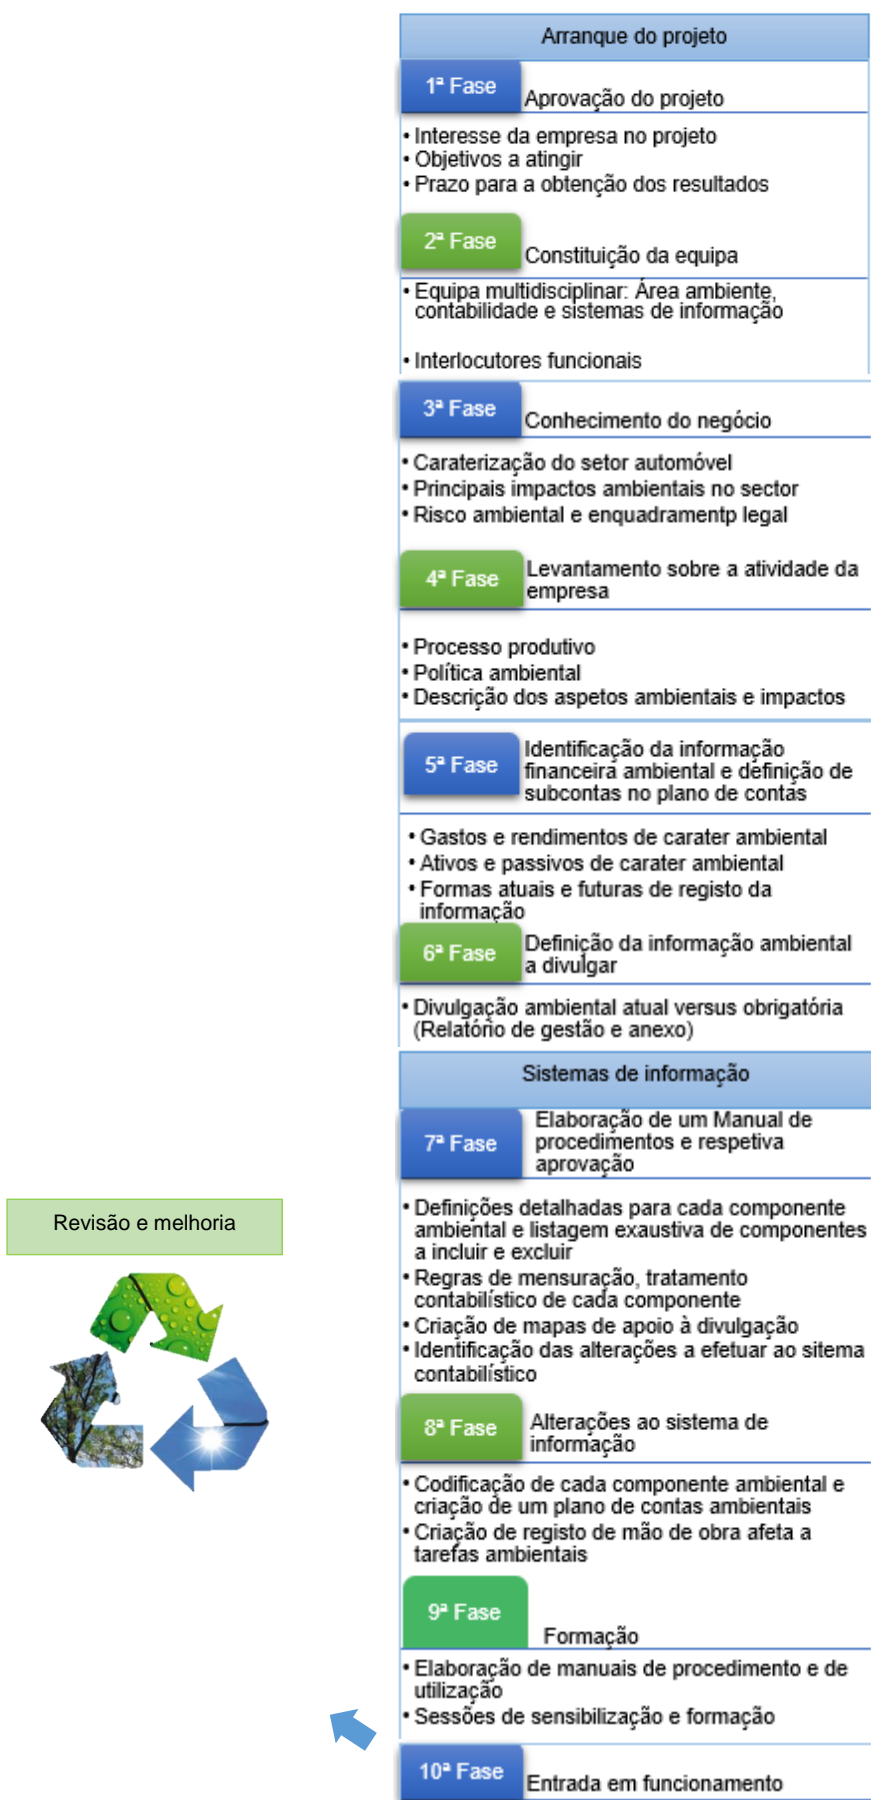 Arranque do projeto
1ª Fase
Aprovação do projeto
• Interesse da empresa no projeto
• Objetivos a atingir
• Prazo para a obtenção dos resultados
2ª Fase
Constituição da equipa
• Equipa multidisciplinar: Área ambiente,
contabilidade e sistemas de informação
• Interlocutores funcionais
3ª Fase
Conhecimento do negócio
• Caraterização do setor automóvel
• Principais impactos ambientais no sector
• Risco ambiental e enquadramentp legal
4ª Fase
Levantamento sobre a atividade da
empresa
• Processo produtivo
• Política ambiental
• Descrição dos aspetos ambientais e impactos
5ª Fase
Identificação da informação
financeira ambiental e definição de
subcontas no plano de contas
• Gastos e rendimentos de carater ambiental
• Ativos e passivos de carater ambiental
• Formas atuais e futuras de registo da
informação
6ª Fase
Definição da informação ambiental
a divulgar
• Divulgação ambiental atual versus obrigatória
(Relatório de gestão e anexo)
Sistemas de informação
7ª Fase
Elaboração de um Manual de
procedimentos e respetiva
aprovação
Revisão e melhoria
• Definições detalhadas para cada componente
ambiental e listagem exaustiva de componentes
a incluir e excluir
• Regras de mensuração, tratamento
contabilístico de cada componente
• Criação de mapas de apoio à divulgação
• Identificação das alterações a efetuar ao sitema
contabilístico
8ª Fase
Alterações ao sistema de
informação
• Codificação de cada componente ambiental e
criação de um plano de contas ambientais
• Criação de registo de mão de obra afeta a
tarefas ambientais
9ª Fase
Formação
• Elaboração de manuais de procedimento e de
utilização
• Sessões de sensibilização e formação
10ª Fase
Entrada em funcionamento